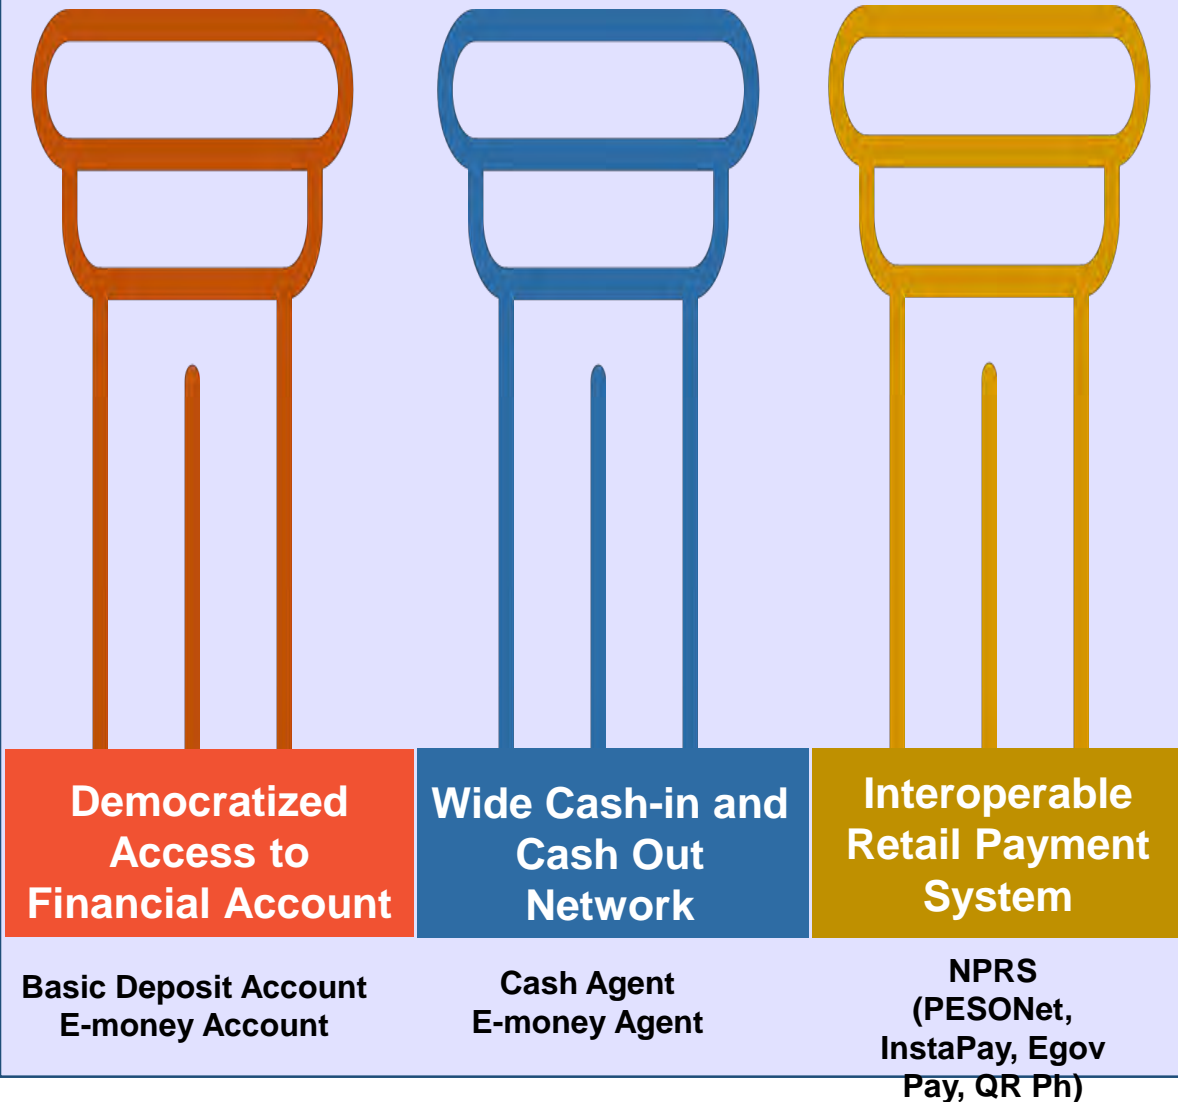 Democratized
Access to
Financial Account
Wide Cash-in and
Cash Out
Network
Interoperable
Retail Payment
System
Basic Deposit Account
E-money Account
Cash Agent
E-money Agent
NPRS
(PESONet,
InstaPay, Egov
Pay, QR Ph)